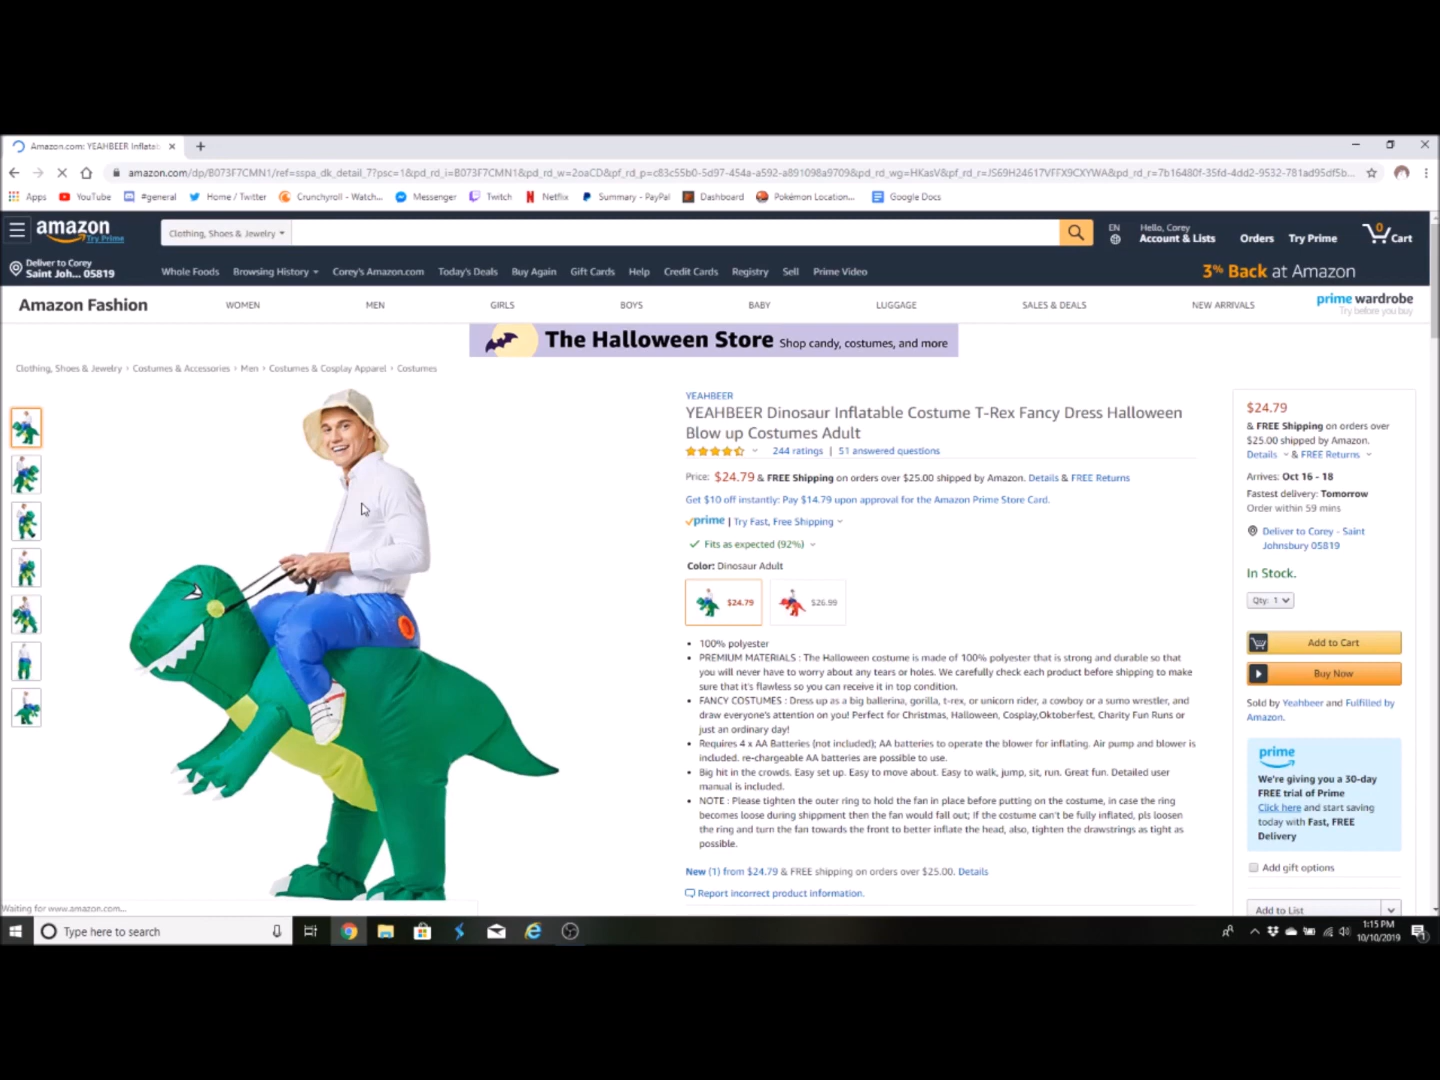 Amazon.com: YEAHBEER Inflatab
amazon.com/dp/B073F7CMN1/ref=sspa_dk_detail_7?psc=1&pd_rd_i=B073F7CMN1&pd_rd_w=2oaCD&pf_rd_p=c83c55b0-5d97-454a-a592-a891098a9709&pd_rd_wg=HKasV&pf_rd_r=JS69H24617VFFX9CXYWA&pd_rd_r=7b16480f-35fd-4dd2-9532-781ad95df5b...
Apps YouTube #general Home / Twitter Crunchyroll - Watch... Messenger Twitch Netflix Summary - PayPal Dashboard Pokémon Location... Google Docs
amazon
Try Prime
Clothing, Shoes & Jewelry
EN
Hello, Corey
Account & Lists
Orders
Try Prime
0
Cart
Deliver to Corey
Saint Joh... 05819
Whole Foods Browsing History Corey's Amazon.com Today's Deals Buy Again Gift Cards Help Credit Cards Registry Sell Prime Video
3% Back at Amazon
Amazon Fashion WOMEN MEN GIRLS BOYS BABY LUGGAGE SALES & DEALS NEW ARRIVALS
prime wardrobe
Try before you buy
The Halloween Store Shop candy, costumes, and more
Clothing, Shoes & Jewelry › Costumes & Accessories › Men › Costumes & Cosplay Apparel › Costumes
YEAHBEER
YEAHBEER Dinosaur Inflatable Costume T-Rex Fancy Dress Halloween
Blow up Costumes Adult
244 ratings | 51 answered questions
Price: $24.79 & FREE Shipping on orders over $25.00 shipped by Amazon. Details & FREE Returns
Get $10 off instantly: Pay $14.79 upon approval for the Amazon Prime Store Card.
prime | Try Fast, Free Shipping
Fits as expected (92%)
Color: Dinosaur Adult
$24.79
$26.99
• 100% polyester
• PREMIUM MATERIALS : The Halloween costume is made of 100% polyester that is strong and durable so that
you will never have to worry about any tears or holes. We carefully check each product before shipping to make
sure that it's flawless so you can receive it in top condition.
• FANCY COSTUMES : Dress up as a big ballerina, gorilla, t-rex, or unicorn rider, a cowboy or a sumo wrestler, and
draw everyone's attention on you! Perfect for Christmas, Halloween, Cosplay,Oktoberfest, Charity Fun Runs or
just an ordinary day!
• Requires 4 x AA Batteries (not included); AA batteries to operate the blower for inflating. Air pump and blower is
included. re-chargeable AA batteries are possible to use.
• Big hit in the crowds. Easy set up. Easy to move about. Easy to walk, jump, sit, run. Great fun. Detailed user
manual is included.
• NOTE : Please tighten the outer ring to hold the fan in place before putting on the costume, in case the ring
becomes loose during shippment then the fan would fall out; If the costume can't be fully inflated, pls loosen
the ring and turn the fan towards the front to better inflate the head, also, tighten the drawstrings as tight as
possible.
New (1) from $24.79 & FREE shipping on orders over $25.00. Details
Report incorrect product information.
$24.79
& FREE Shipping on orders over
$25.00 shipped by Amazon.
Details & FREE Returns
Arrives: Oct 16 - 18
Fastest delivery: Tomorrow
Order within 59 mins
Deliver to Corey - Saint
Johnsbury 05819
In Stock.
Qty: 1
Add to Cart
Buy Now
Sold by Yeahbeer and Fulfilled by
Amazon.
prime
We're giving you a 30-day
FREE trial of Prime
Click here and start saving
today with Fast, FREE
Delivery
Add gift options
Add to List
Waiting for www.amazon.com...
Type here to search
1:15 PM
10/10/2019
1